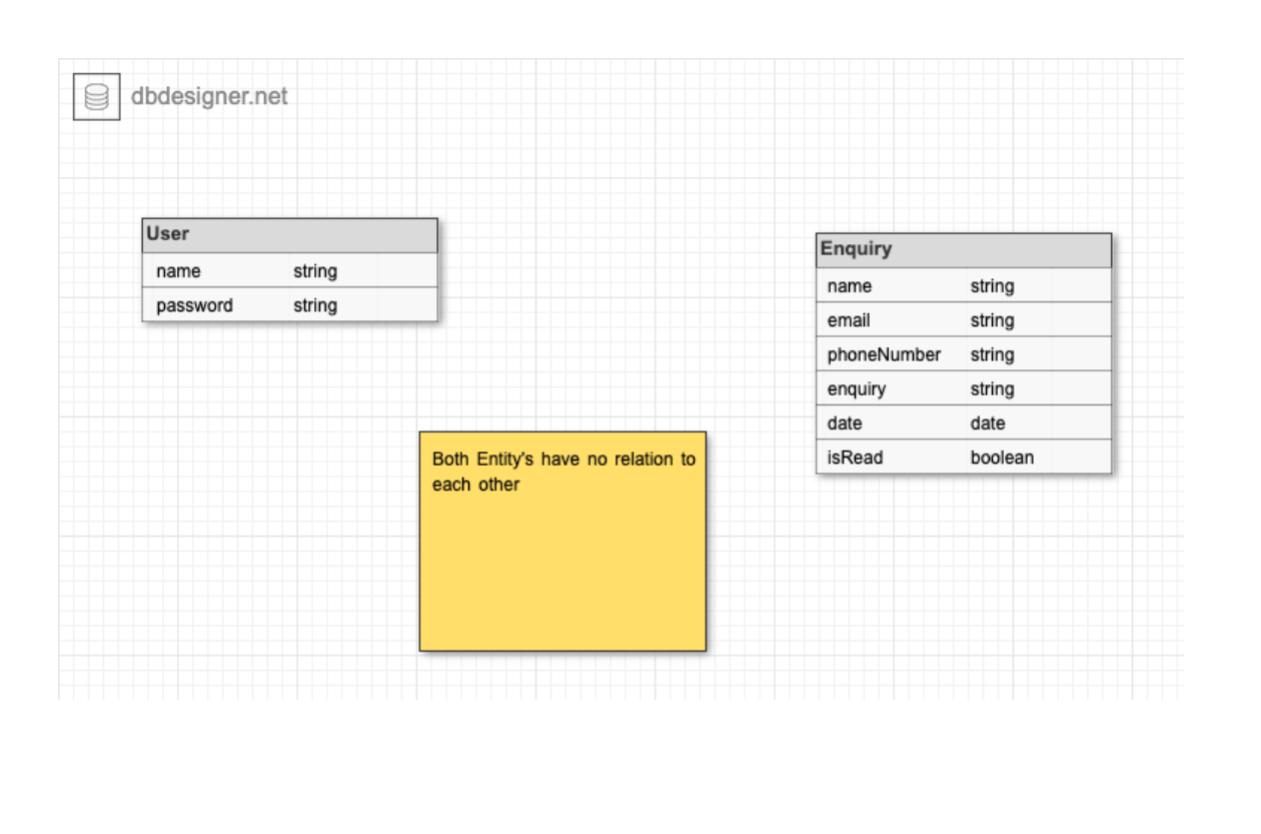 dbdesigner.net
User
name string
password string
Enquiry
name string
email string
phoneNumber string
enquiry string
date date
isRead boolean
Both Entity's have no relation to
each other